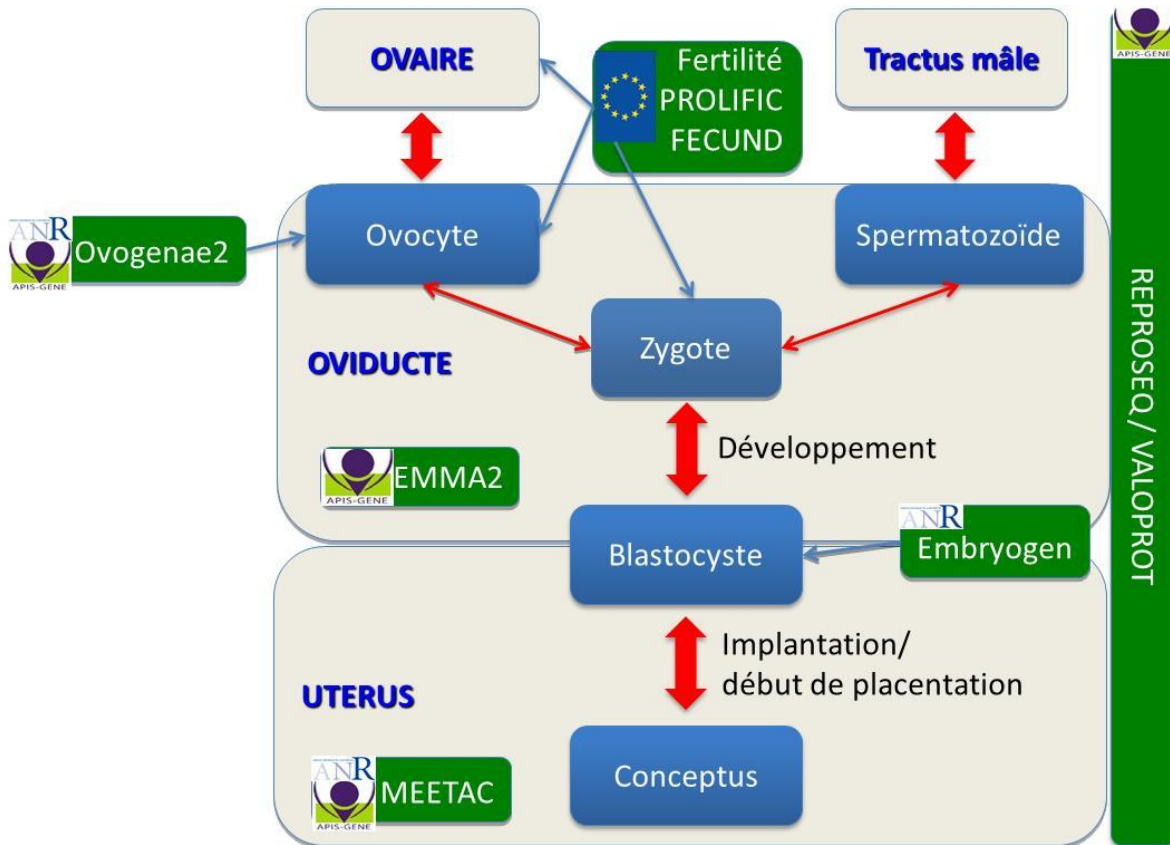 OVAIRE
Fertilité
PROLIFIC
FECUND
Tractus mâle
APIS-GENE
ANR
Ovogenae2
APIS-GENE
Ovocyte
Spermatozoïde
Zygote
OVIDUCTE
Développement
EMMA2
APIS-GENE
ANR
Embryogen
Blastocyste
REPROSEQ / VALOPROT
Implantation/
début de placentation
UTERUS
ANR
MEETAC
APIS-GENE
Conceptus